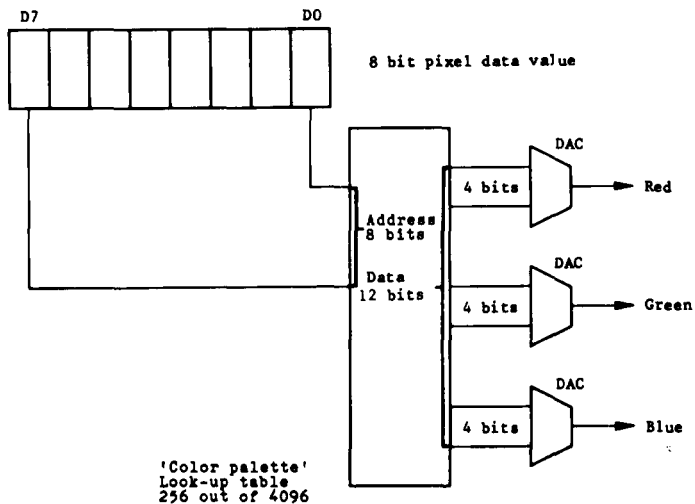 D7 D0
8 bit pixel data value
DAC
4 bits
Red
Address
8 bits
Data
12 bits
DAC
4 bits
Green
DAC
4 bits
Blue
'Color palette'
Look-up table
256 out of 4096